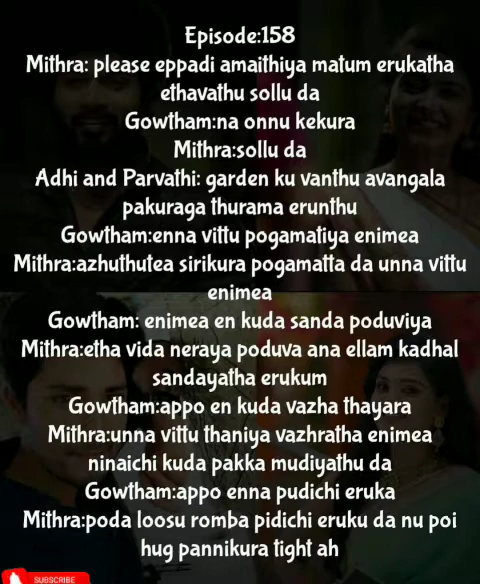 Episode:158
Mithra: please eppadi amaithiya matum erukatha
ethavathu sollu da
Gowtham:na onnu kekura
Mithra:sollu da
Adhi and Parvathi: garden ku vanthu avangala
pakuraga thurama erunthu
Gowtham:enna vittu pogamatiya enimea
Mithra:azhuthutea sirikura pogamatta da unna vittu
enimea
Gowtham: enimea en kuda sanda poduviya
Mithra:etha vida neraya poduva ana ellam kadhal
sandayatha erukum
Gowtham:appo en kuda vazha thayara
Mithra:unna vittu thaniya vazhratha enimea
ninaichi kuda pakka mudiyathu da
Gowtham:appo enna pudichi eruka
Mithra:poda loosu romba pidichi eruku da nu poi
hug pannikura tight ah
SUBSCRIBE